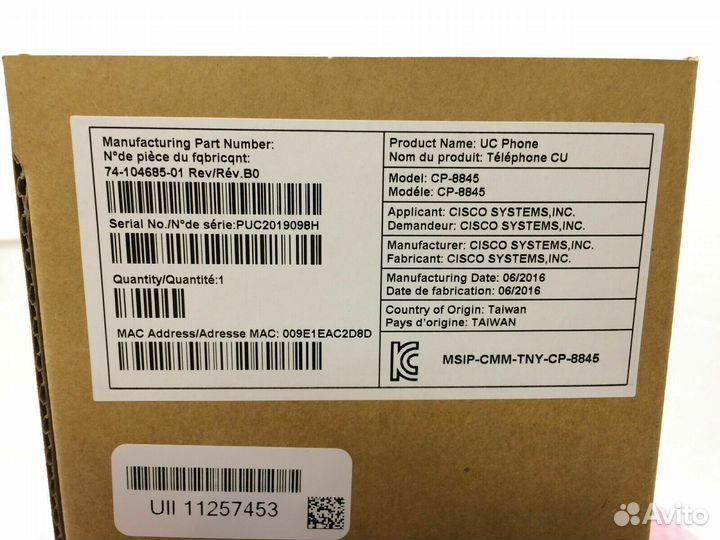 Manufacturing Part Number:
N°de pièce du fqbricqnt:
74-104685-01 Rev/Rév.B0
Serial No./N°de série:PUC2019098H
Quantity/Quantité:1
MAC Address/Adresse MAC: 009E1EAC2D8D
Product Name: UC Phone
Nom du produit: Téléphone CU
Model: CP-8845
Modéle: CP-8845
Applicant: CISCO SYSTEMS,INC.
Demandeur: CISCO SYSTEMS,INC.
Manufacturer: CISCO SYSTEMS,INC.
Fabricant: CISCO SYSTEMS,INC.
Manufacturing Date: 06/2016
Date de fabrication: 06/2016
Country of Origin: Taiwan
Pays d'origine: TAIWAN
MSIP-CMM-TNY-CP-8845
UII 11257453
Avito